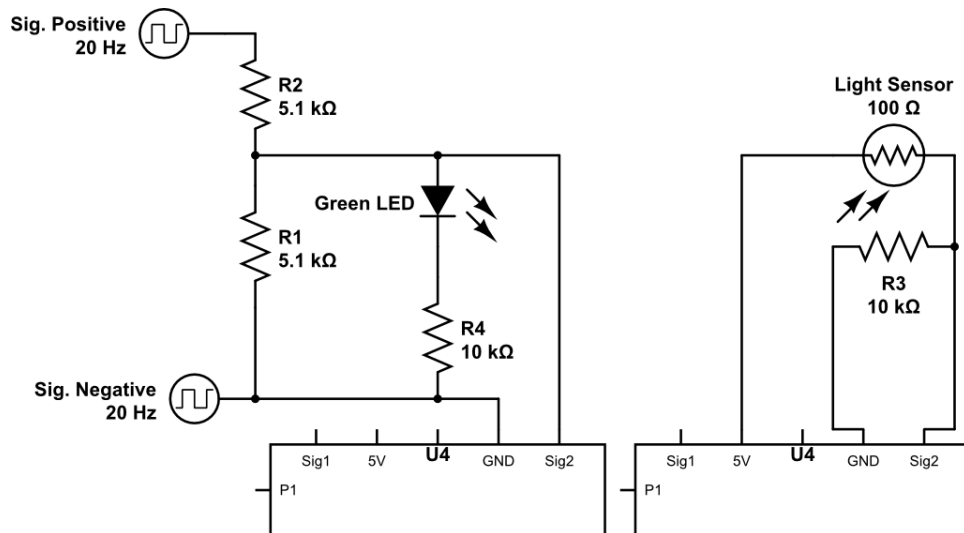 Sig. Positive
20 Hz
R2
5.1 kΩ
Light Sensor
100 Ω
Green LED
R1
5.1 kΩ
R3
10 kΩ
R4
10 kΩ
Sig. Negative
20 Hz
Sig1
5V
U4
GND
Sig2
P1
Sig1
5V
U4
GND
Sig2
P1